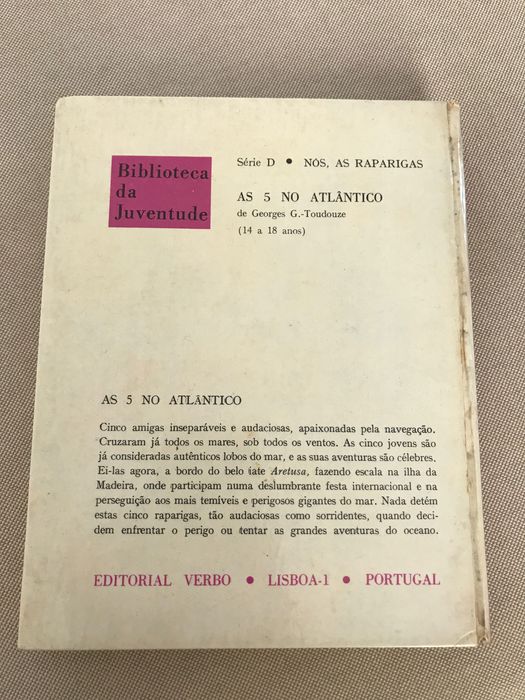 Biblioteca
da
Juventude
Série D ● NÓS, AS RAPARIGAS
AS 5 NO ATLÂNTICO
de Georges G.-Toudouze
(14 a 18 anos)
AS 5 NO ATLÂNTICO
Cinco amigas inseparáveis e audaciosas, apaixonadas pela navegação.
Cruzaram já todos os mares, sob todos os ventos. As cinco jovens são
já consideradas autênticos lobos do mar, e as suas aventuras são célebres.
Ei-las agora, a bordo do belo iate Aretusa, fazendo escala na ilha da
Madeira, onde participam numa deslumbrante festa internacional e na
perseguição aos mais temíveis e perigosos gigantes do mar. Nada detém
estas cinco raparigas, tão audaciosas como sorridentes, quando deci-
dem enfrentar o perigo ou tentar as grandes aventuras do oceano.
EDITORIAL VERBO ● LISBOA-1 ● PORTUGAL